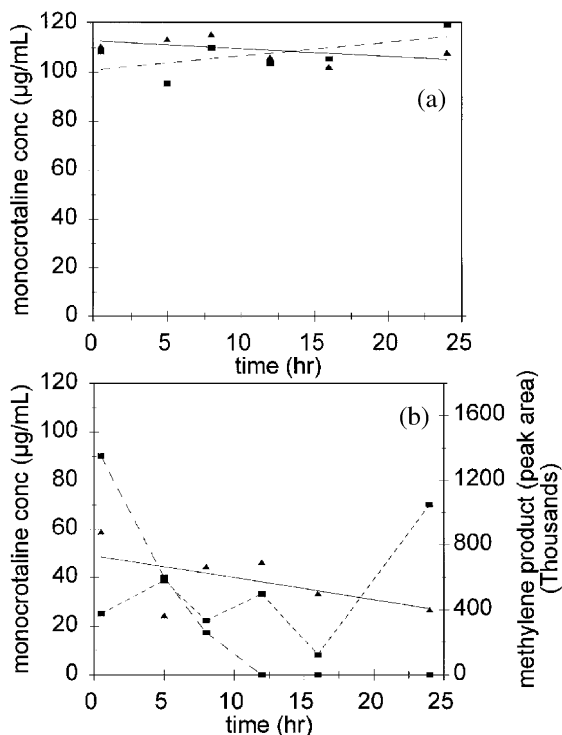 120
100
80
60
40
20
0
monocrotaline conc (µg/mL)
(a)
0 5 10 15 20 25
time (hr)
120
100
80
60
40
20
0
monocrotaline conc (µg/mL)
(b)
1600
1200
800
400
0
methylene product (peak area)
(Thousands)
0 5 10 15 20 25
time (hr)